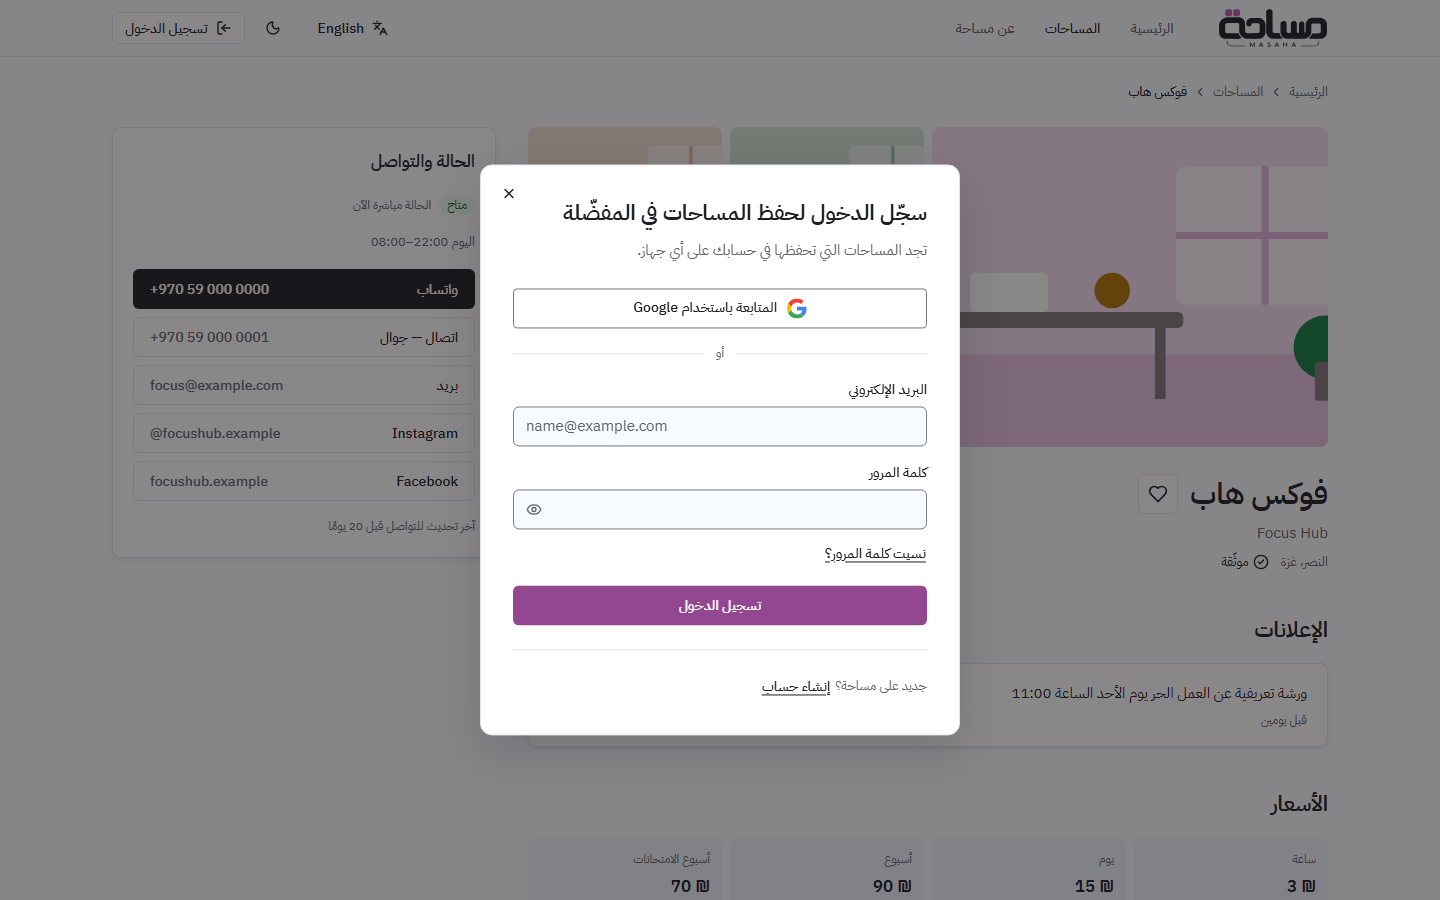 مساحة
MASAHA
الرئيسية
المساحات
عن مساحة
English
تسجيل الدخول
الرئيسية
المساحات
فوكس هاب
سجّل الدخول لحفظ المساحات في المفضّلة
تجد المساحات التي تحفظها في حسابك على أي جهاز.
المتابعة باستخدام Google
أو
البريد الإلكتروني
name@example.com
كلمة المرور
نسيت كلمة المرور؟
تسجيل الدخول
جديد على مساحة؟ إنشاء حساب
فوكس هاب
Focus Hub
النصر، غزة
موثّقة
الإعلانات
ورشة تعريفية عن العمل الحر يوم الأحد الساعة 11:00
قبل يومين
الأسعار
ساعة
₪ 3
يوم
₪ 15
أسبوع
₪ 90
أسبوع الامتحانات
₪ 70
الحالة والتواصل
متاح
الحالة مباشرة الآن
اليوم 22:00–08:00
واتساب
+970 59 000 0000
اتصال — جوال
+970 59 000 0001
بريد
focus@example.com
Instagram
@focushub.example
Facebook
focushub.example
آخر تحديث للتواصل قبل 20 يومًا